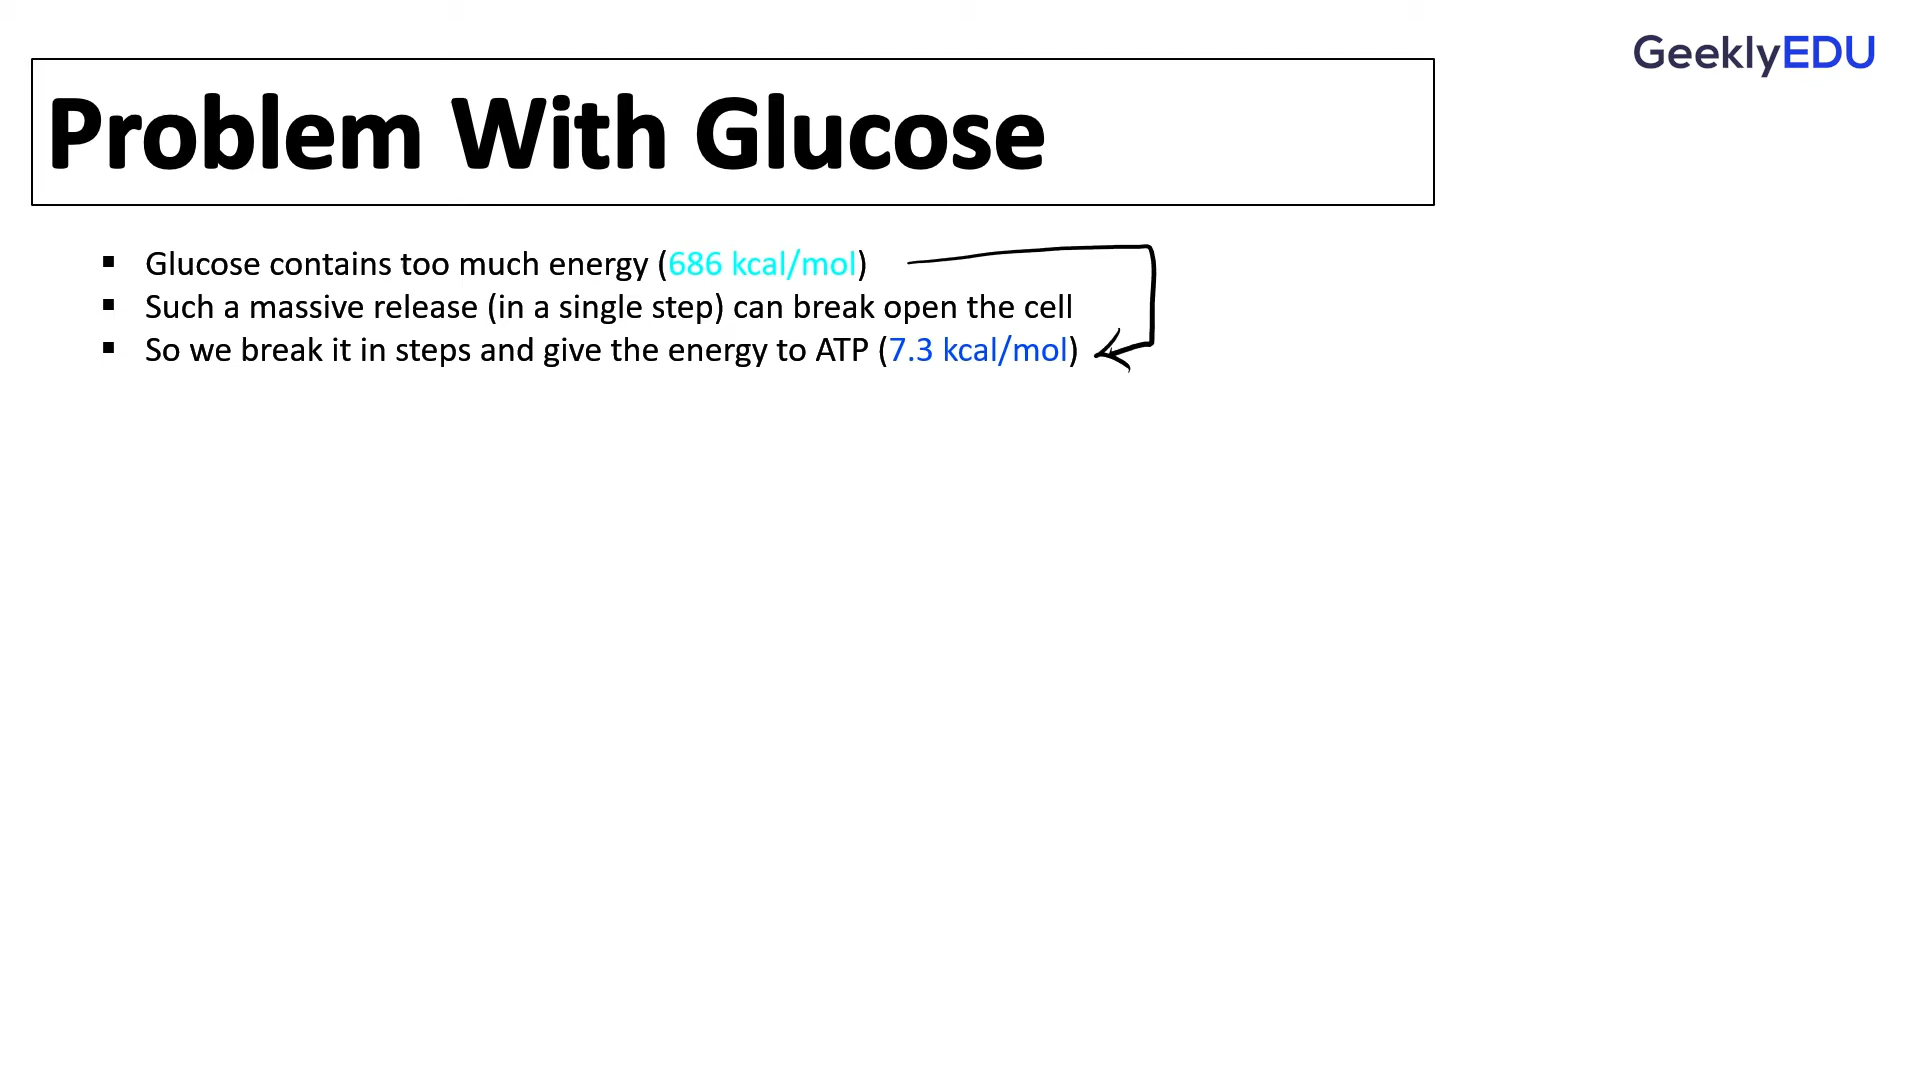 GeeklyEDU
Problem With Glucose
▪ Glucose contains too much energy (686 kcal/mol)
▪ Such a massive release (in a single step) can break open the cell
▪ So we break it in steps and give the energy to ATP (7.3 kcal/mol)